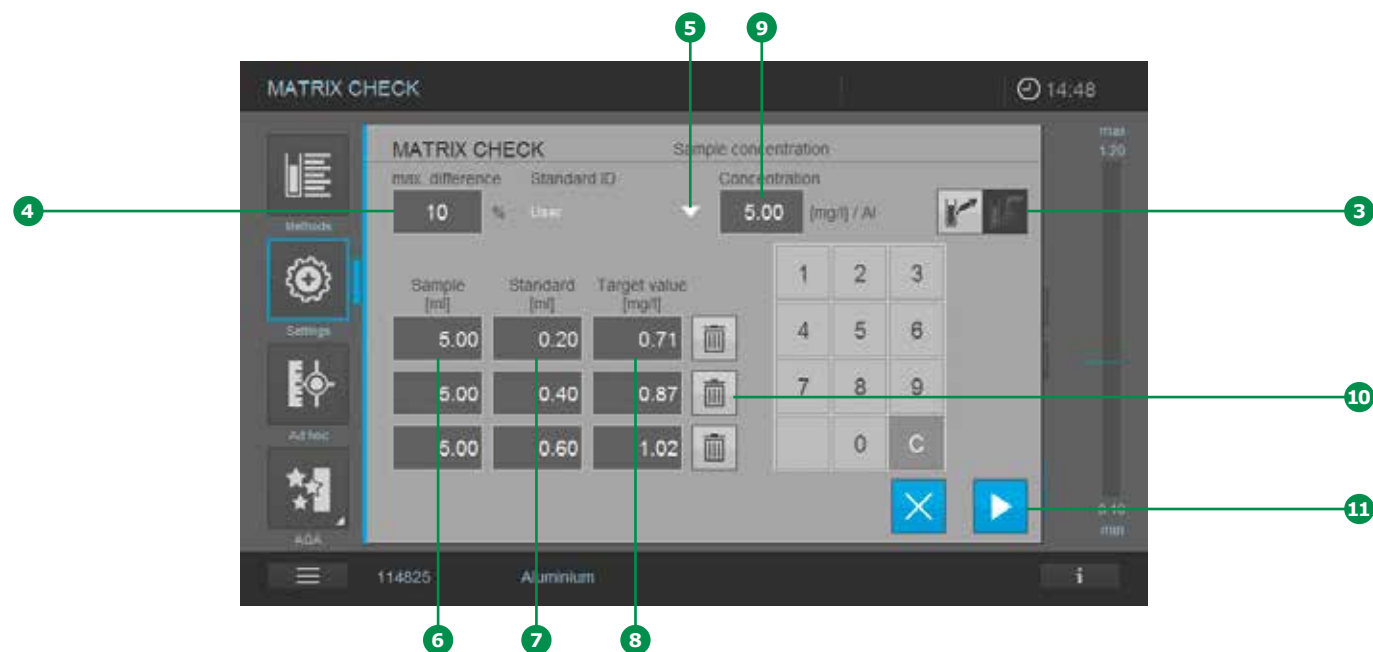 5 9
MATRIX CHECK 14:48
MATRIX CHECK Sample concentration
max
1.20
max. difference Standard ID Concentration
4 10 % User 5.00 [mg/l] / Al 3
Methods
1 2 3
Sample Standard Target value
[ml] [ml] [mg/l]
Settings
5.00 0.20 0.71 4 5 6
5.00 0.40 0.87 7 8 9 10
Ad hoc
5.00 0.60 1.02 0 C
11
0.10
min
AQA
114825 Aluminium i
6 7 8